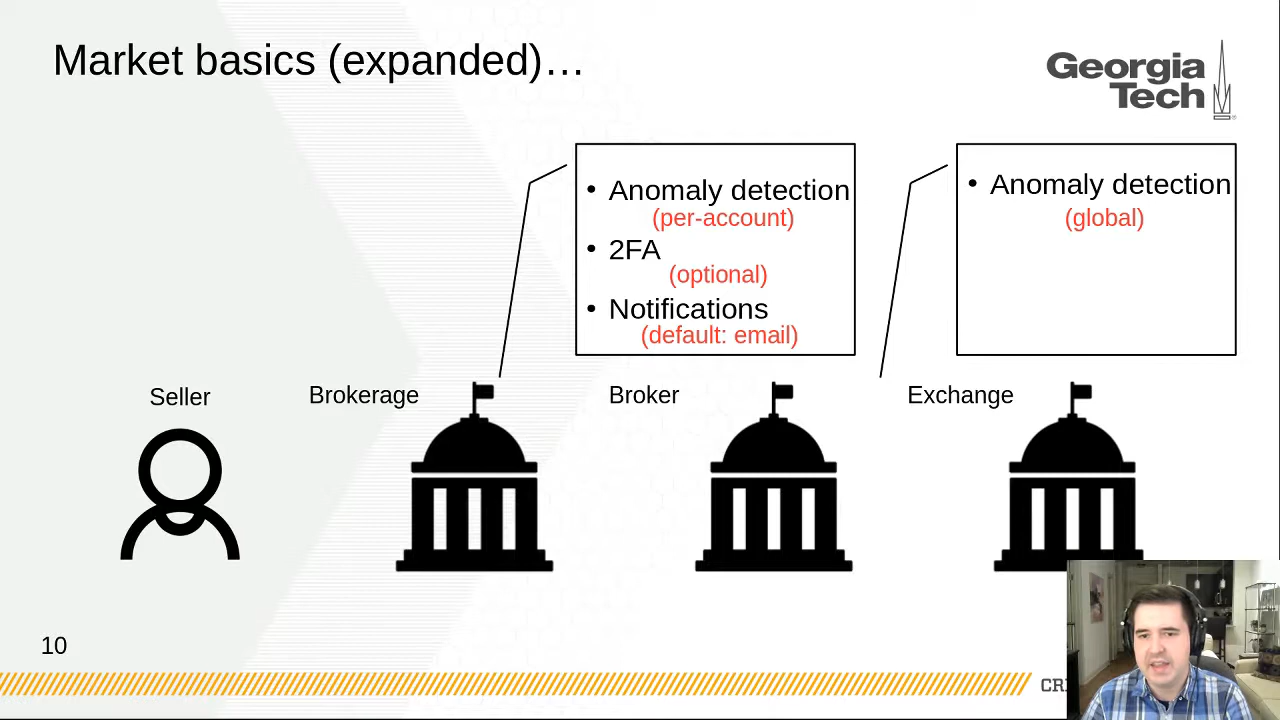 Market basics (expanded)…
Georgia
Tech
• Anomaly detection
(per-account)
• 2FA
(optional)
• Notifications
(default: email)
• Anomaly detection
(global)
Seller
Brokerage
Broker
Exchange
10